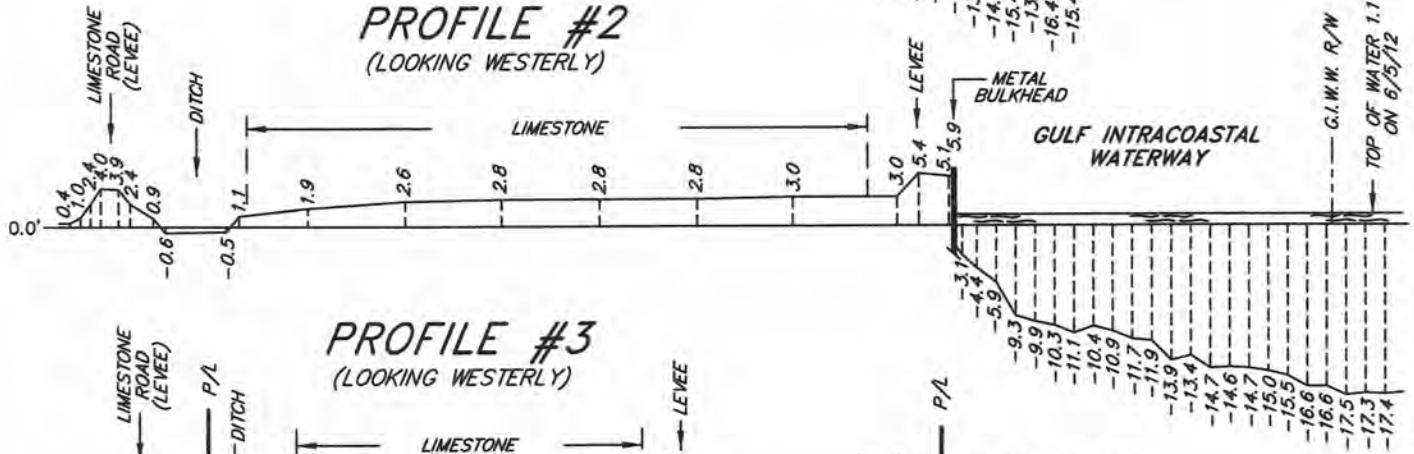 PROFILE #2
(LOOKING WESTERLY)
-16.4
LIMESTONE
ROAD
(LEVEE)
DITCH
LIMESTONE
LEVEE
METAL
BULKHEAD
GULF INTRACOASTAL
WATERWAY
G.I.W.W. R/W
TOP OF WATER 1.1
ON 6/5/12
0.4
1.0
2.4
4.0
3.9
2.4
0.9
1.1
1.9
2.6
2.8
2.8
2.8
3.0
3.0
5.4
5.1
5.9
0.0'
-0.6
-0.5
-3.1
-4.4
-5.9
-9.3
-9.9
-10.3
-11.1
-10.4
-10.9
-11.7
-11.9
-13.9
-13.4
-14.7
-14.6
-14.7
-15.0
-15.5
-16.6
-16.6
-17.5
-17.3
-17.4
PROFILE #3
(LOOKING WESTERLY)
LIMESTONE
ROAD
(LEVEE)
P/L
DITCH
LIMESTONE
LEVEE
P/L